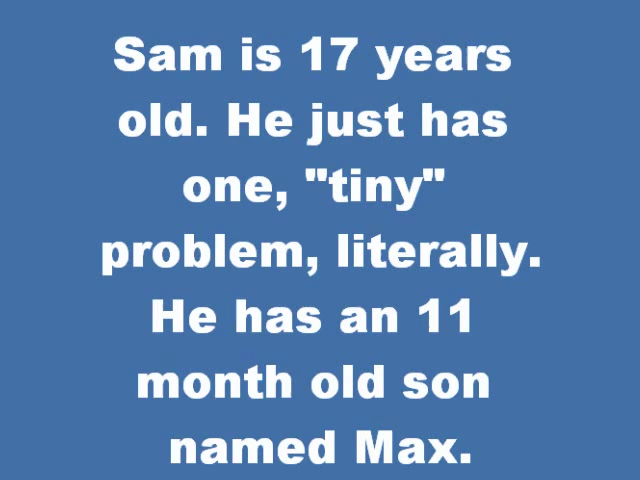 Sam is 17 years
old. He just has
one, "tiny"
problem, literally.
He has an 11
month old son
named Max.